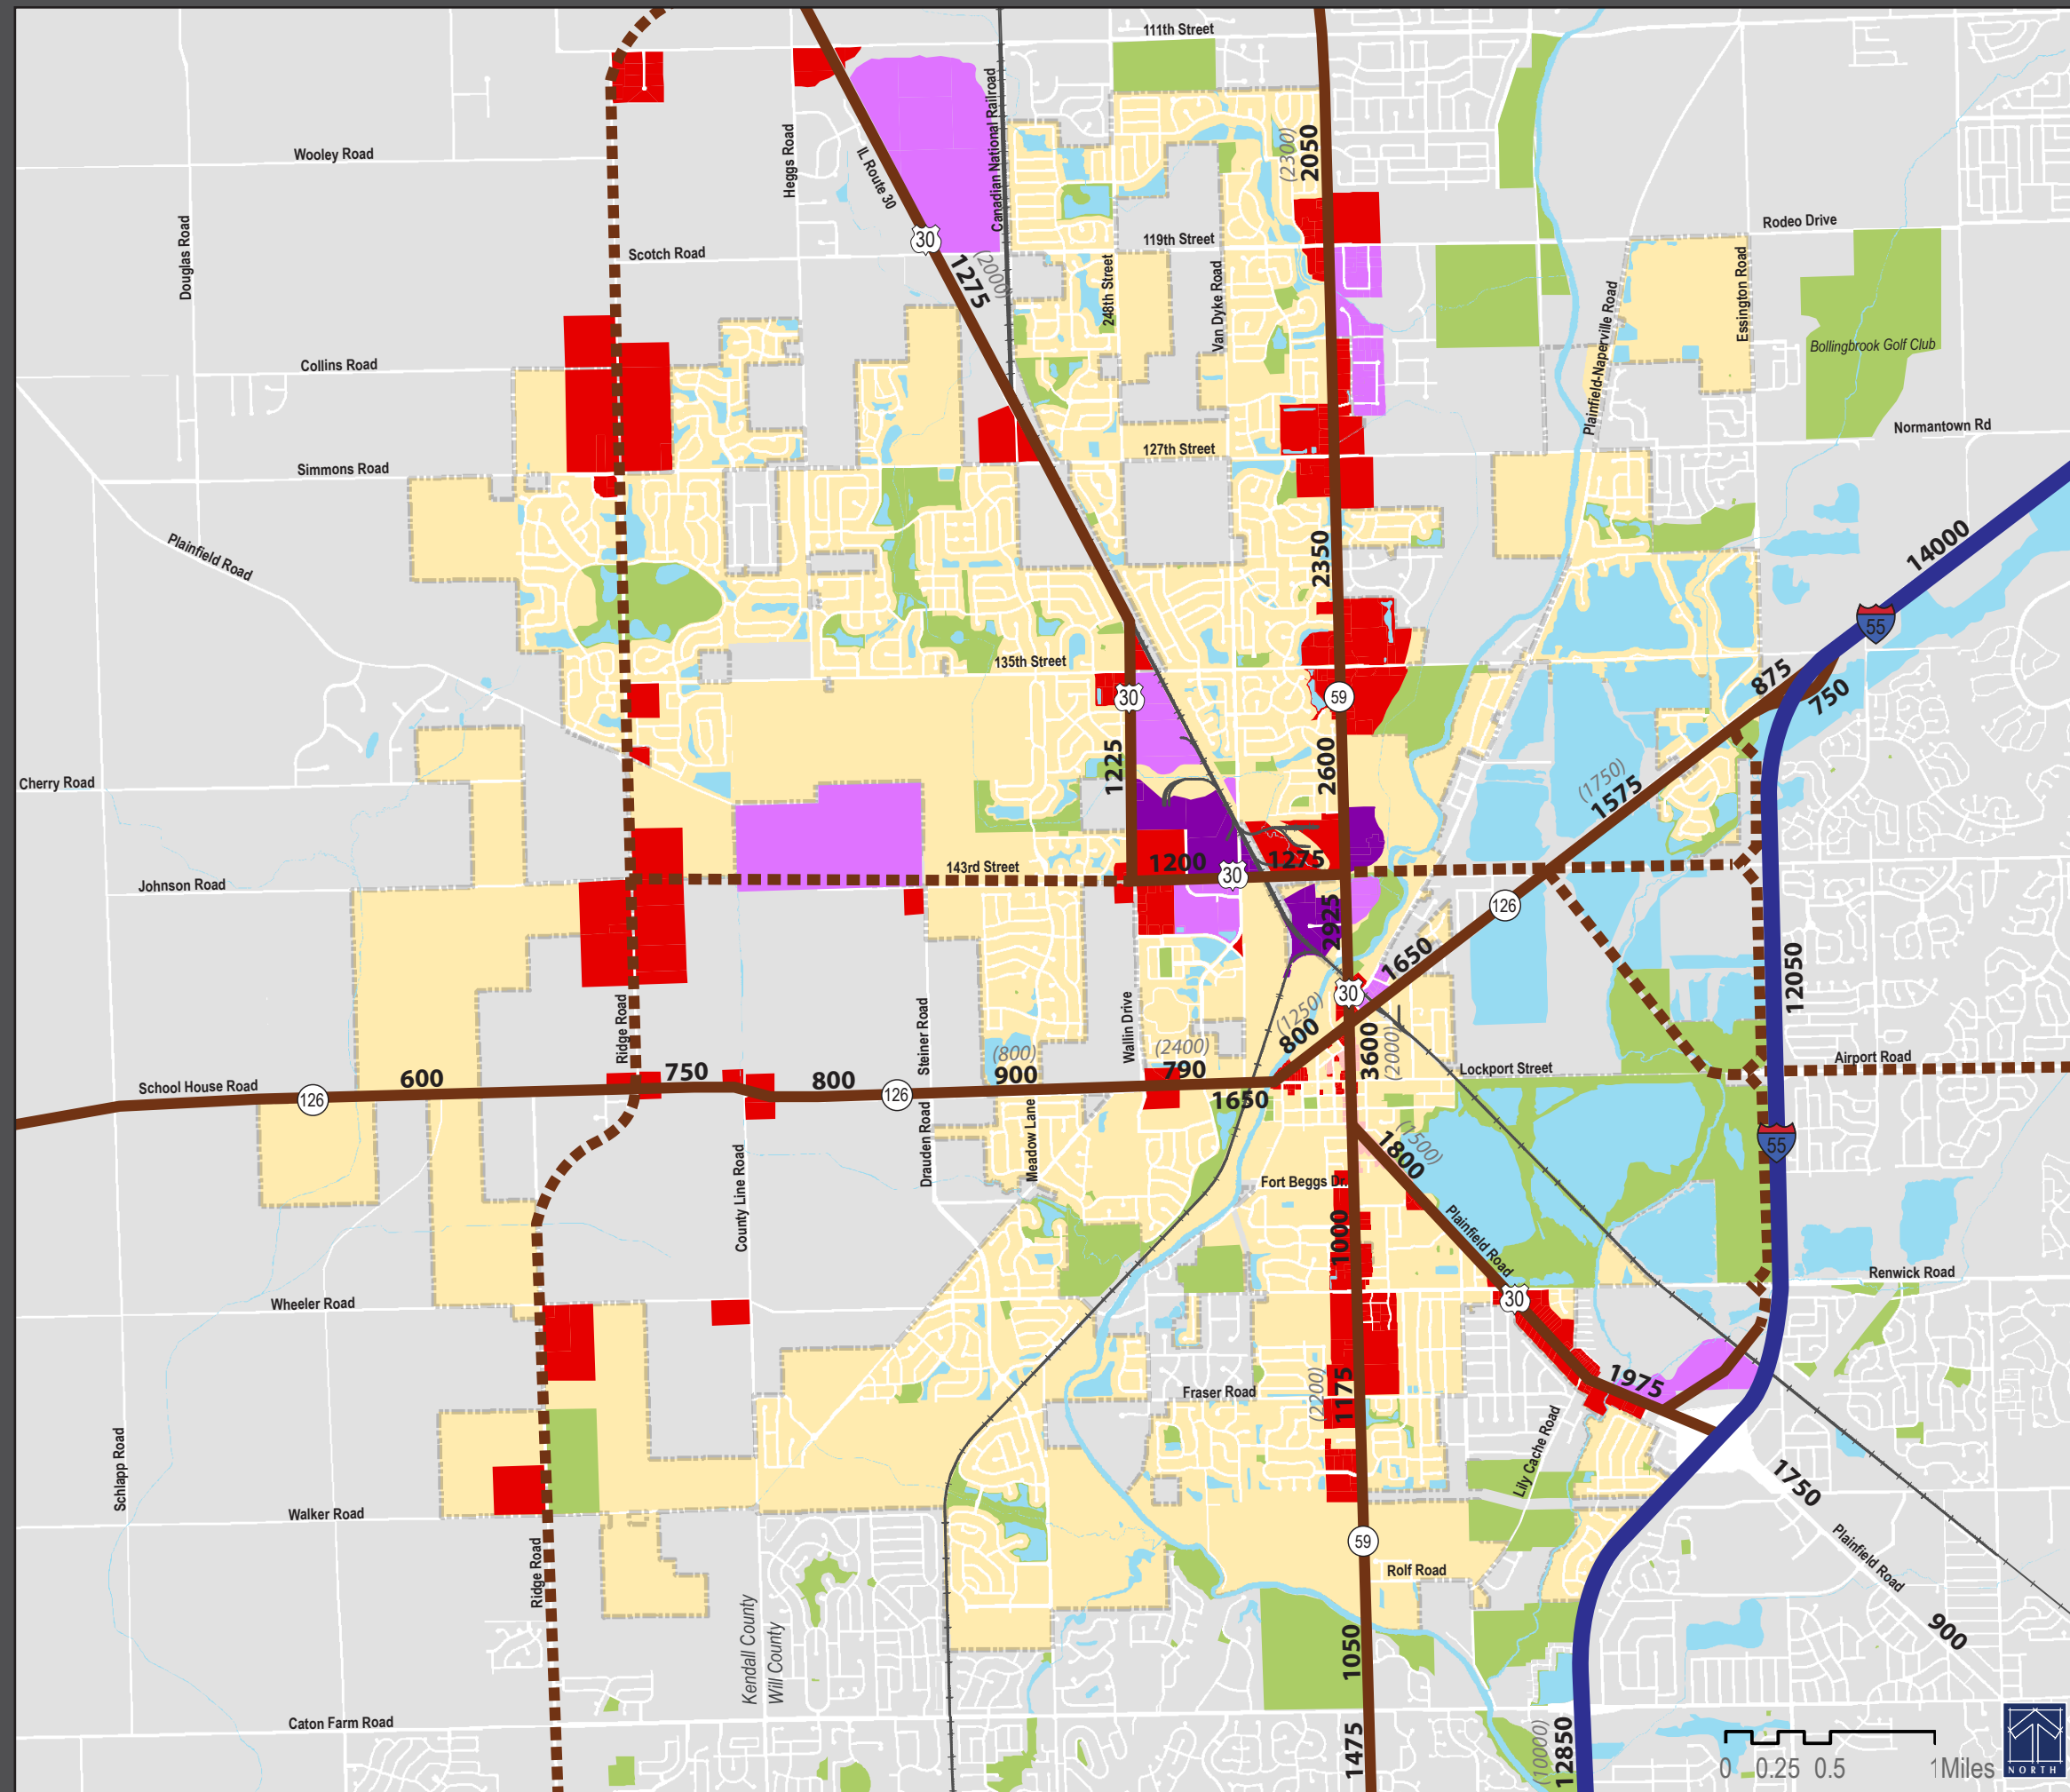 111th Street
Canadian National Railroad
Wooley Road
Heggs Road
IL Route 30
(2300)
2050
Douglas Road
Rodeo Drive
119th Street
Scotch Road
30
1275
(2000)
248th Street
Van Dyke Road
Plainfield-Naperville Road
Essington Road
Bollingbrook Golf Club
Collins Road
Normantown Rd
127th Street
Simmons Road
Plainfield Road
2350
14000
55
135th Street
30
59
875
750
1225
2600
(1750)
1575
Cherry Road
143rd Street
1200
30
1275
Johnson Road
126
2925
1650
12050
30
Ridge Road
Steiner Road
Wallin Drive
(1250)
800
3600
(2000)
(800)
900
(2400)
790
1650
School House Road
126
600
750
800
126
Lockport Street
Airport Road
Drauden Road
Meadow Lane
County Line Road
(1500)
1800
55
Fort Beggs Dr.
1000
Plainfield Road
30
Renwick Road
Wheeler Road
Fraser Road
(2200)
1175
1975
Lily Cache Road
Schlapp Road
1750
Walker Road
Ridge Road
59
Rolf Road
Plainfield Road
900
Kendall County
Will County
1050
Caton Farm Road
1475
(10000)
12850
0 0.25 0.5 1 Miles
NORTH